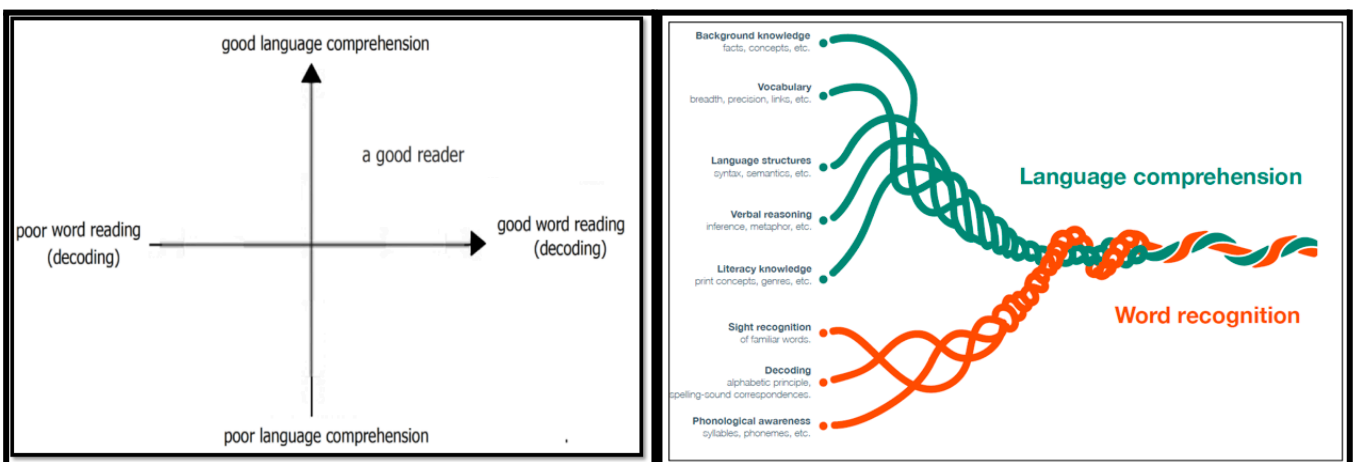 good language comprehension
a good reader
poor word reading
(decoding)
good word reading
(decoding)
poor language comprehension
Background knowledge
facts, concepts, etc.
Vocabulary
breadth, precision, links, etc.
Language structures
syntax, semantics, etc.
Verbal reasoning
inference, metaphor, etc.
Literacy knowledge
print concepts, genres, etc.
Language comprehension
Sight recognition
of familiar words.
Decoding
alphabetic principle,
spelling-sound correspondences.
Phonological awareness
syllables, phonemes, etc.
Word recognition